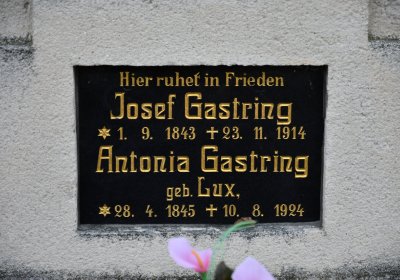 Hier ruhet in Frieden
Josef Gastring
✶ 1. 9. 1843 ✝ 23. 11. 1914
Antonia Gastring
geb. Lux,
✶ 28. 4. 1845 ✝ 10. 8. 1924